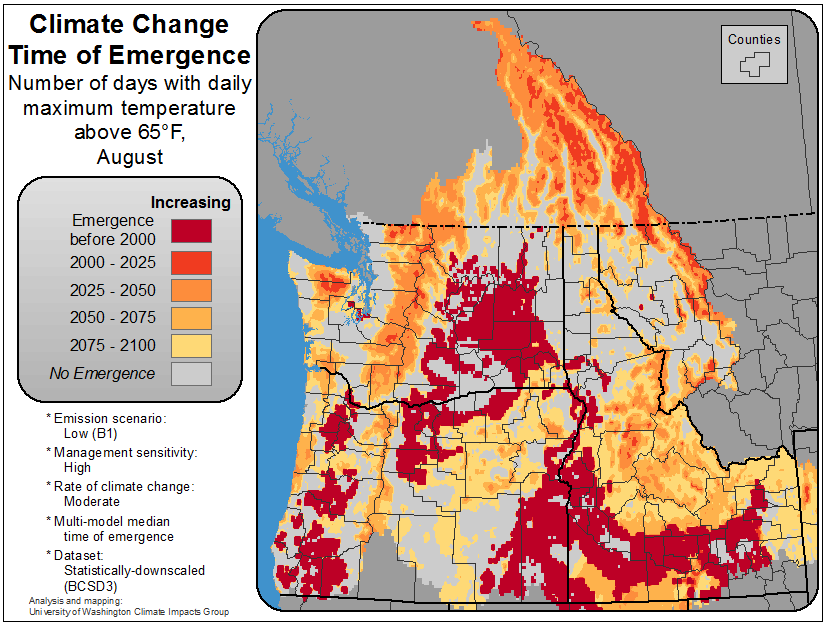 Climate Change
Time of Emergence
Number of days with daily
maximum temperature
above 65°F,
August
Increasing
Emergence
before 2000
2000 - 2025
2025 - 2050
2050 - 2075
2075 - 2100
No Emergence
* Emission scenario:
Low (B1)
* Management sensitivity:
High
* Rate of climate change:
Moderate
* Multi-model median
time of emergence
* Dataset:
Statistically-downscaled
(BCSD3)
Analysis and mapping:
University of Washington Climate Impacts Group
Counties